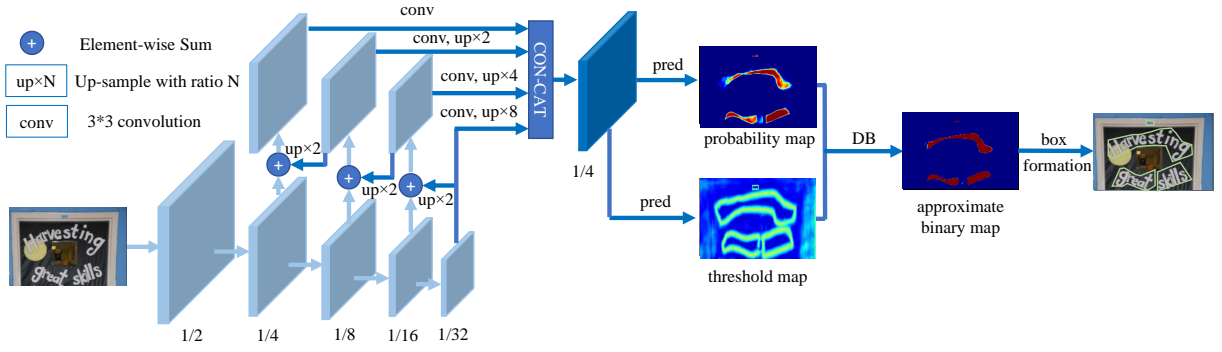 Element-wise Sum
up×N Up-sample with ratio N
conv 3*3 convolution
conv
conv, up×2
conv, up×4
conv, up×8
CON-CAT
up×2
up×2
up×2
1/2
1/4
1/8
1/16
1/32
1/4
pred
pred
probability map
threshold map
DB
approximate
binary map
box
formation
Harvesting
great skills
Harvesting
great skills